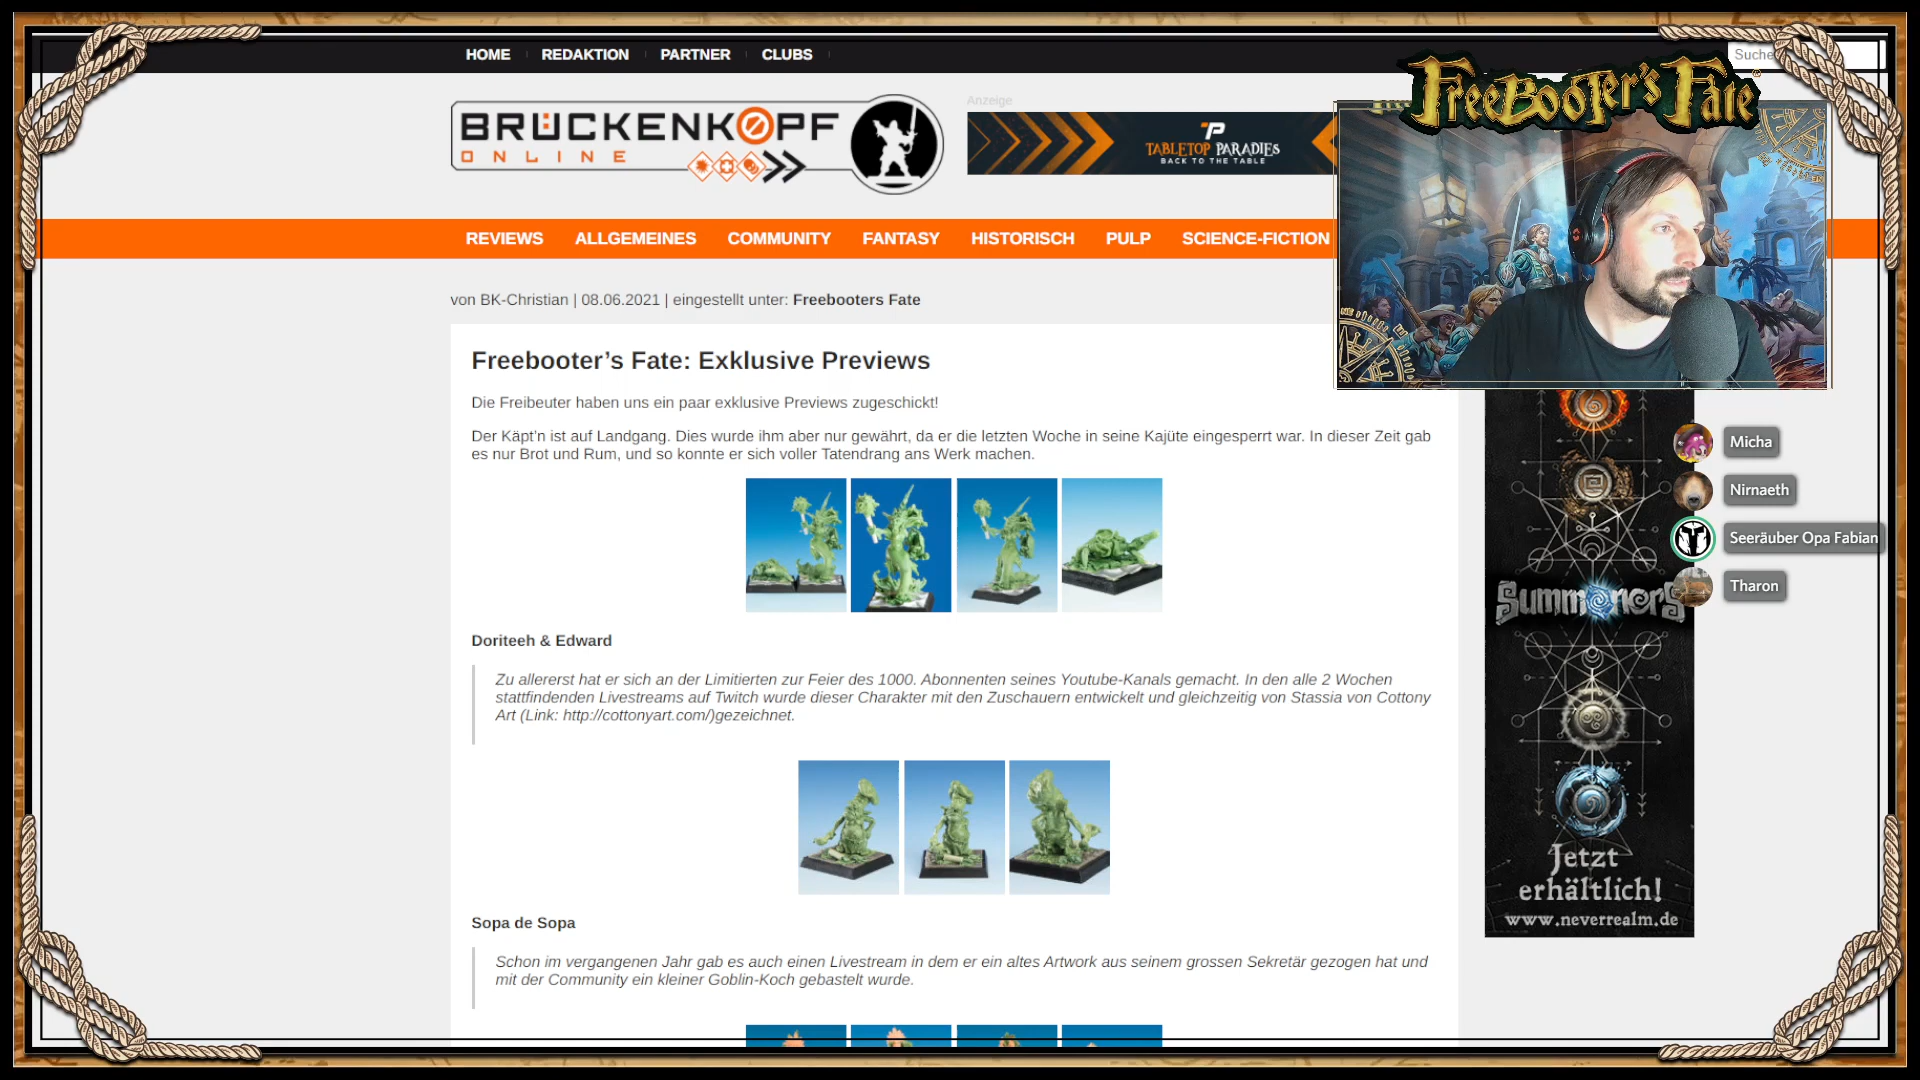 HOME
REDAKTION
PARTNER
CLUBS
Suche
FREEBOOTER'S FATE
BRÜCKENKOPF
ONLINE
Anzeige
TP
TABLETOP PARADIES
BACK TO THE TABLE
REVIEWS
ALLGEMEINES
COMMUNITY
FANTASY
HISTORISCH
PULP
SCIENCE-FICTION
von BK-Christian | 08.06.2021 | eingestellt unter: Freebooters Fate
Freebooter’s Fate: Exklusive Previews
Die Freibeuter haben uns ein paar exklusive Previews zugeschickt!
Der Käpt’n ist auf Landgang. Dies wurde ihm aber nur gewährt, da er die letzten Woche in seine Kajüte eingesperrt war. In dieser Zeit gab
es nur Brot und Rum, und so konnte er sich voller Tatendrang ans Werk machen.
Doriteeh & Edward
Zu allererst hat er sich an der Limitierten zur Feier des 1000. Abonnenten seines Youtube-Kanals gemacht. In den alle 2 Wochen
stattfindenden Livestreams auf Twitch wurde dieser Charakter mit den Zuschauern entwickelt und gleichzeitig von Stassia von Cottony
Art (Link: http://cottonyart.com/)gezeichnet.
Sopa de Sopa
Schon im vergangenen Jahr gab es auch einen Livestream in dem er ein altes Artwork aus seinem grossen Sekretär gezogen hat und
mit der Community ein kleiner Goblin-Koch gebastelt wurde.
Micha
Nirnaeth
Seeräuber Opa Fabian
Tharon
Summoners
Jetzt
erhältlich!
www.neverrealm.de